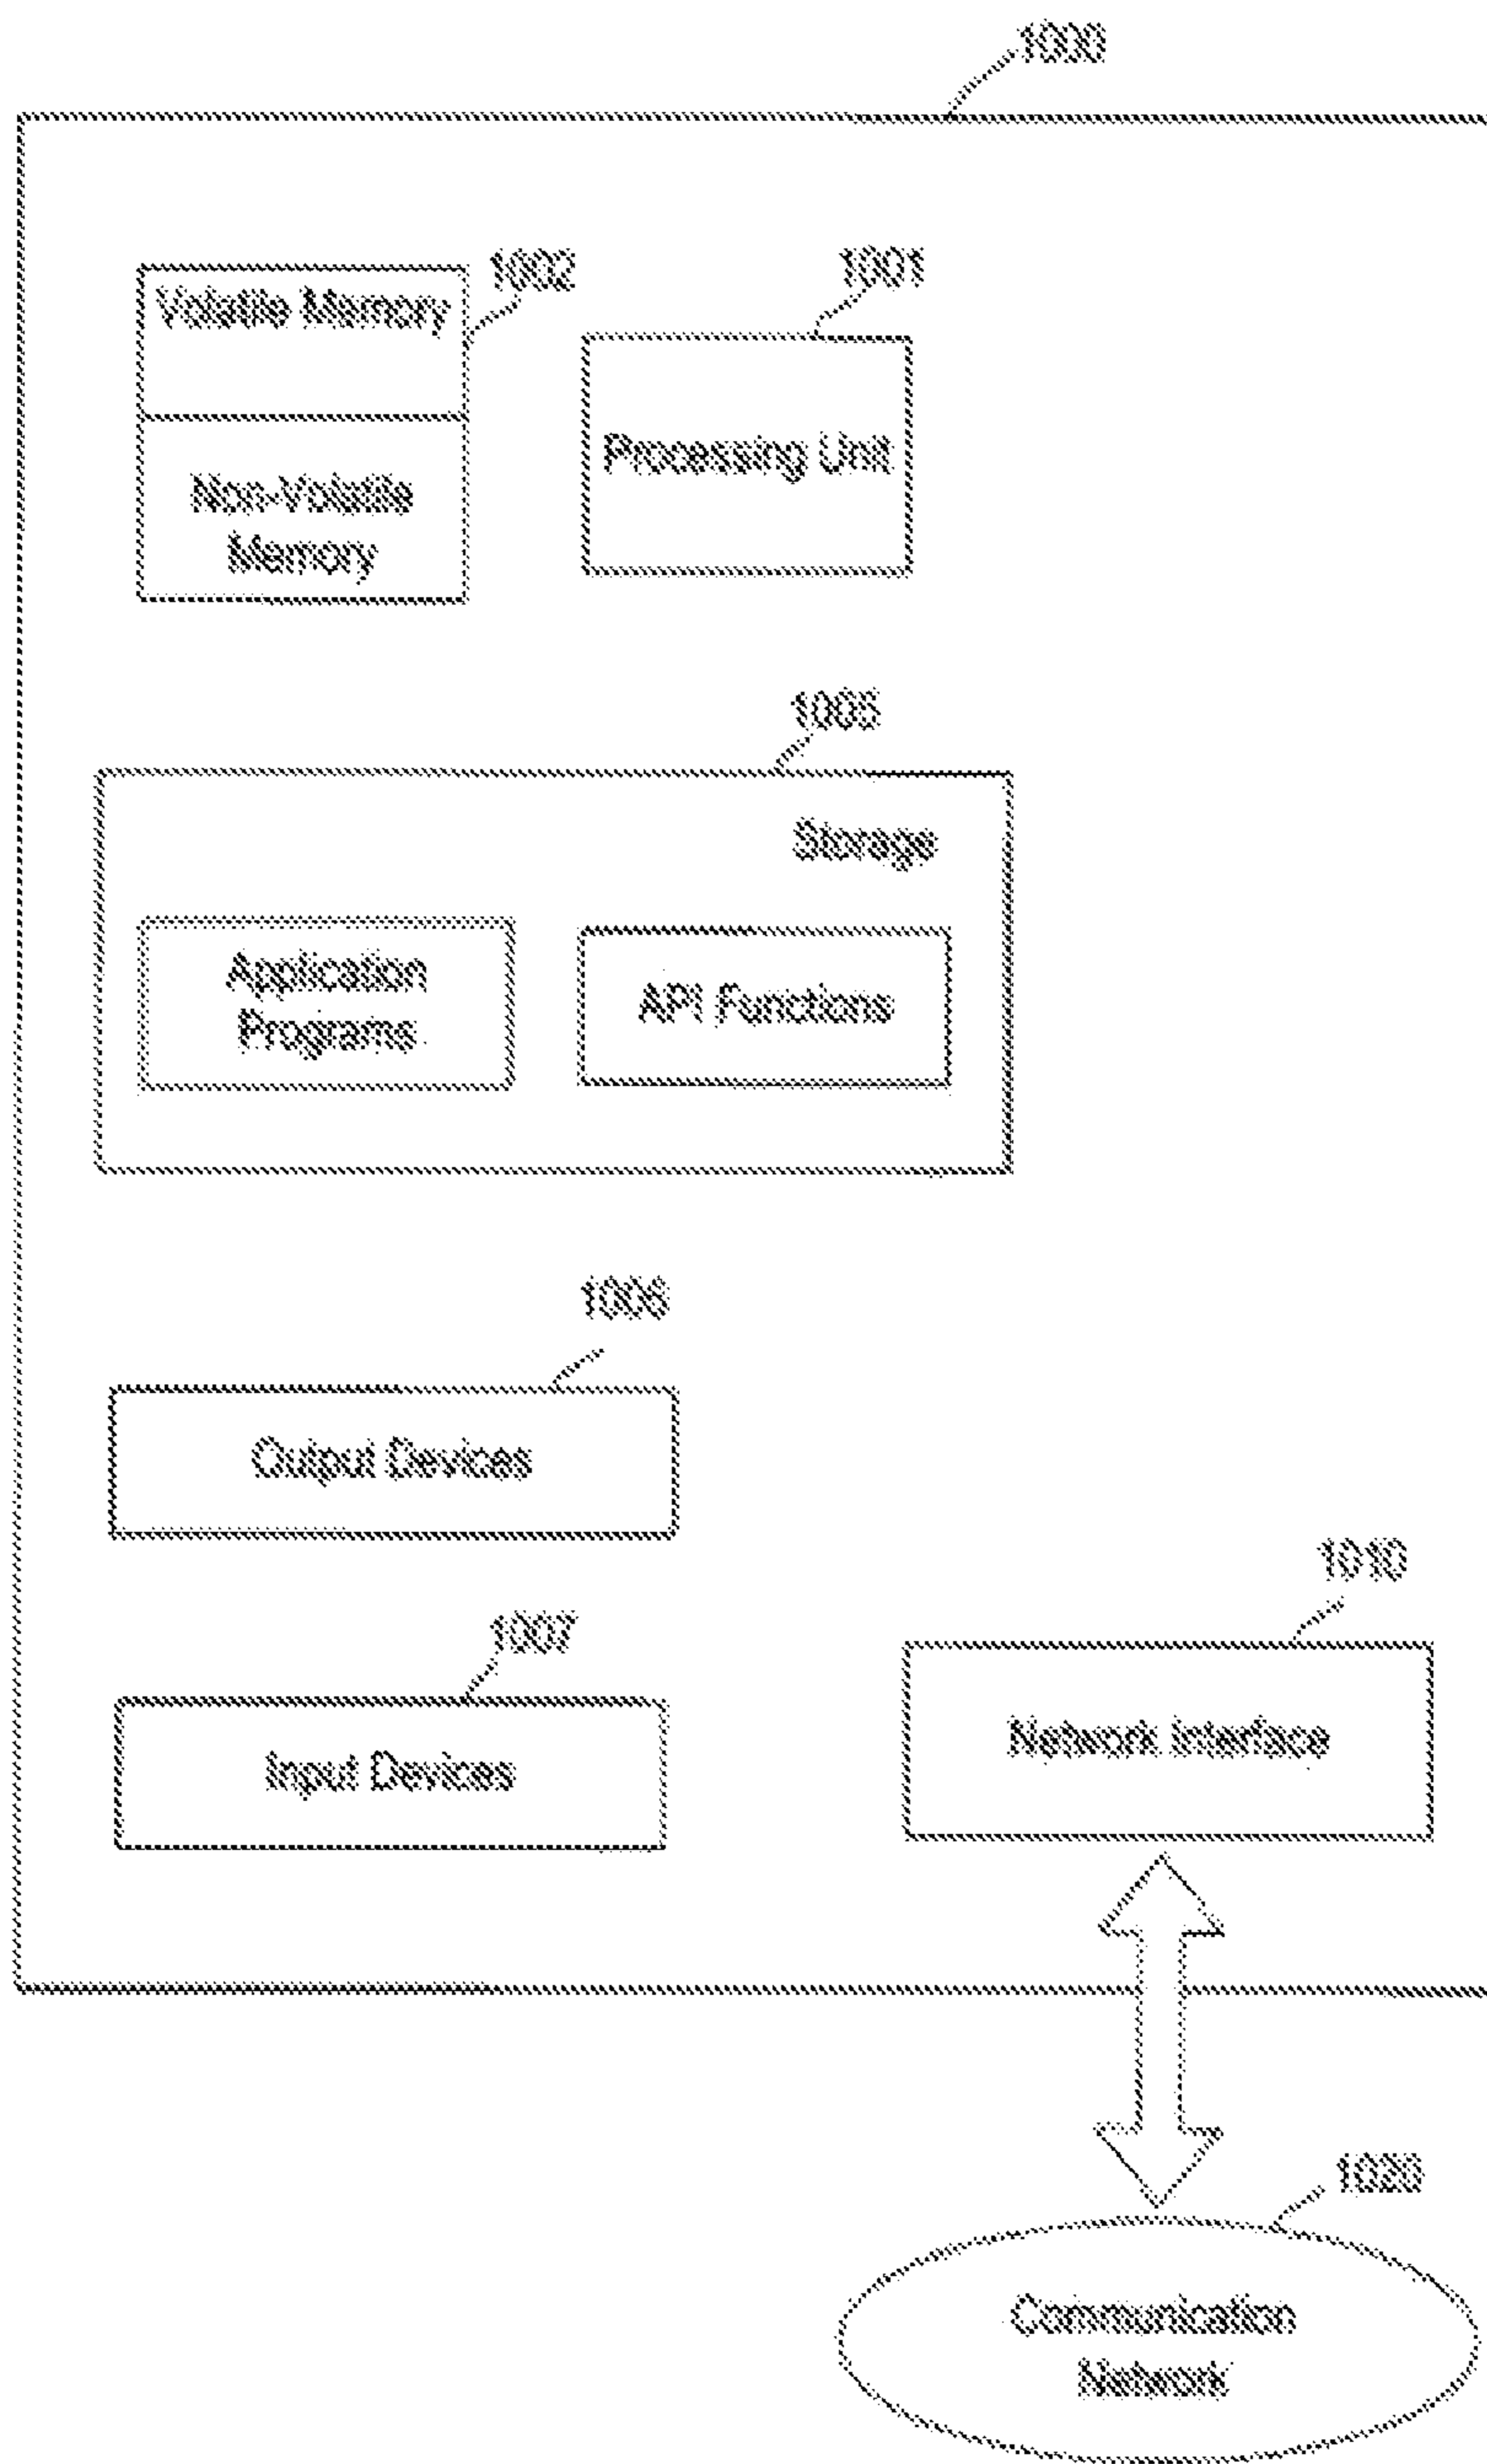 1000
1002
1001
Volatile Memory
Processing Unit
Non-Volatile
Memory
1005
Storage
Application
Programs
API Functions
1006
Output Devices
1010
1007
Network Interface
Input Devices
1020
Communication
Network